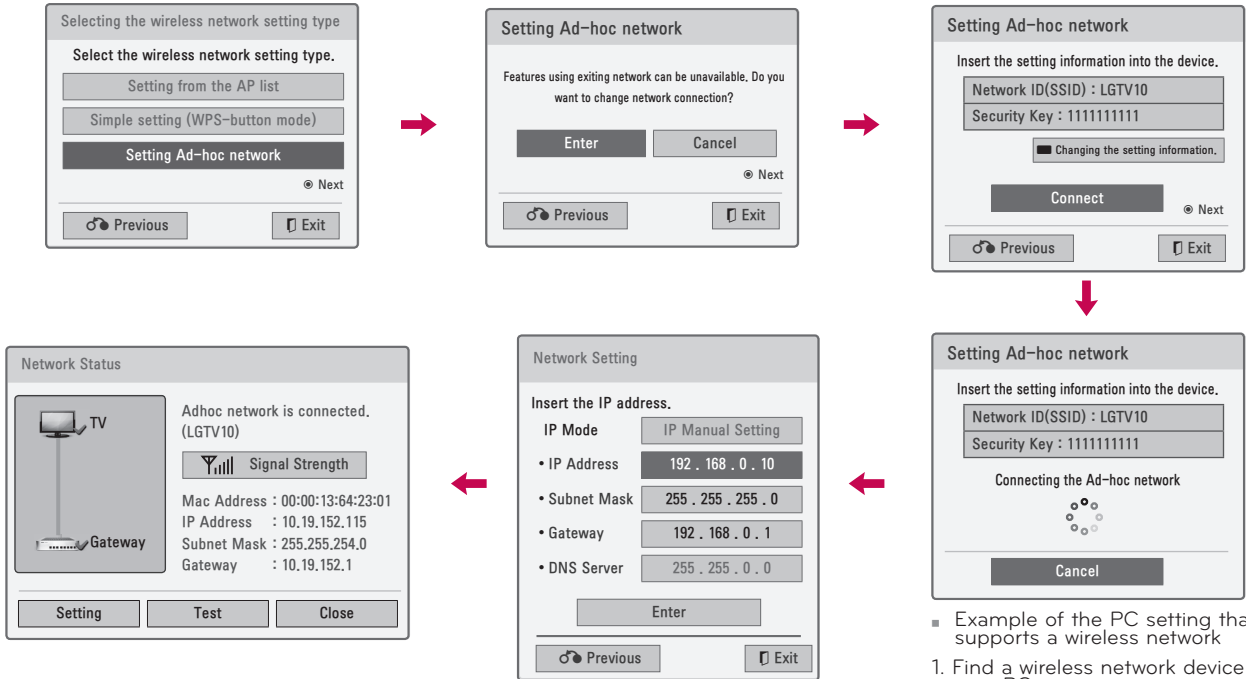 Selecting the wireless network setting type
Select the wireless network setting type.
Setting from the AP list
Simple setting (WPS-button mode)
Setting Ad-hoc network
Next
Previous
Exit
Setting Ad-hoc network
Features using exiting network can be unavailable. Do you
want to change network connection?
Enter
Cancel
Next
Previous
Exit
Setting Ad-hoc network
Insert the setting information into the device.
Network ID(SSID) : LGTV10
Security Key : 1111111111
Changing the setting information.
Connect
Next
Previous
Exit
Setting Ad-hoc network
Insert the setting information into the device.
Network ID(SSID) : LGTV10
Security Key : 1111111111
Connecting the Ad-hoc network
Cancel
Network Setting
Insert the IP address.
IP Mode IP Manual Setting
• IP Address 192 . 168 . 0 . 10
• Subnet Mask 255 . 255 . 255 . 0
• Gateway 192 . 168 . 0 . 1
• DNS Server 255 . 255 . 0 . 0
Enter
Previous
Exit
Network Status
TV
Gateway
Adhoc network is connected.
(LGTV10)
Signal Strength
Mac Address : 00:00:13:64:23:01
IP Address : 10.19.152.115
Subnet Mask : 255.255.254.0
Gateway : 10.19.152.1
Setting
Test
Close
Example of the PC setting
supports a wireless network
1. Find a wireless network device